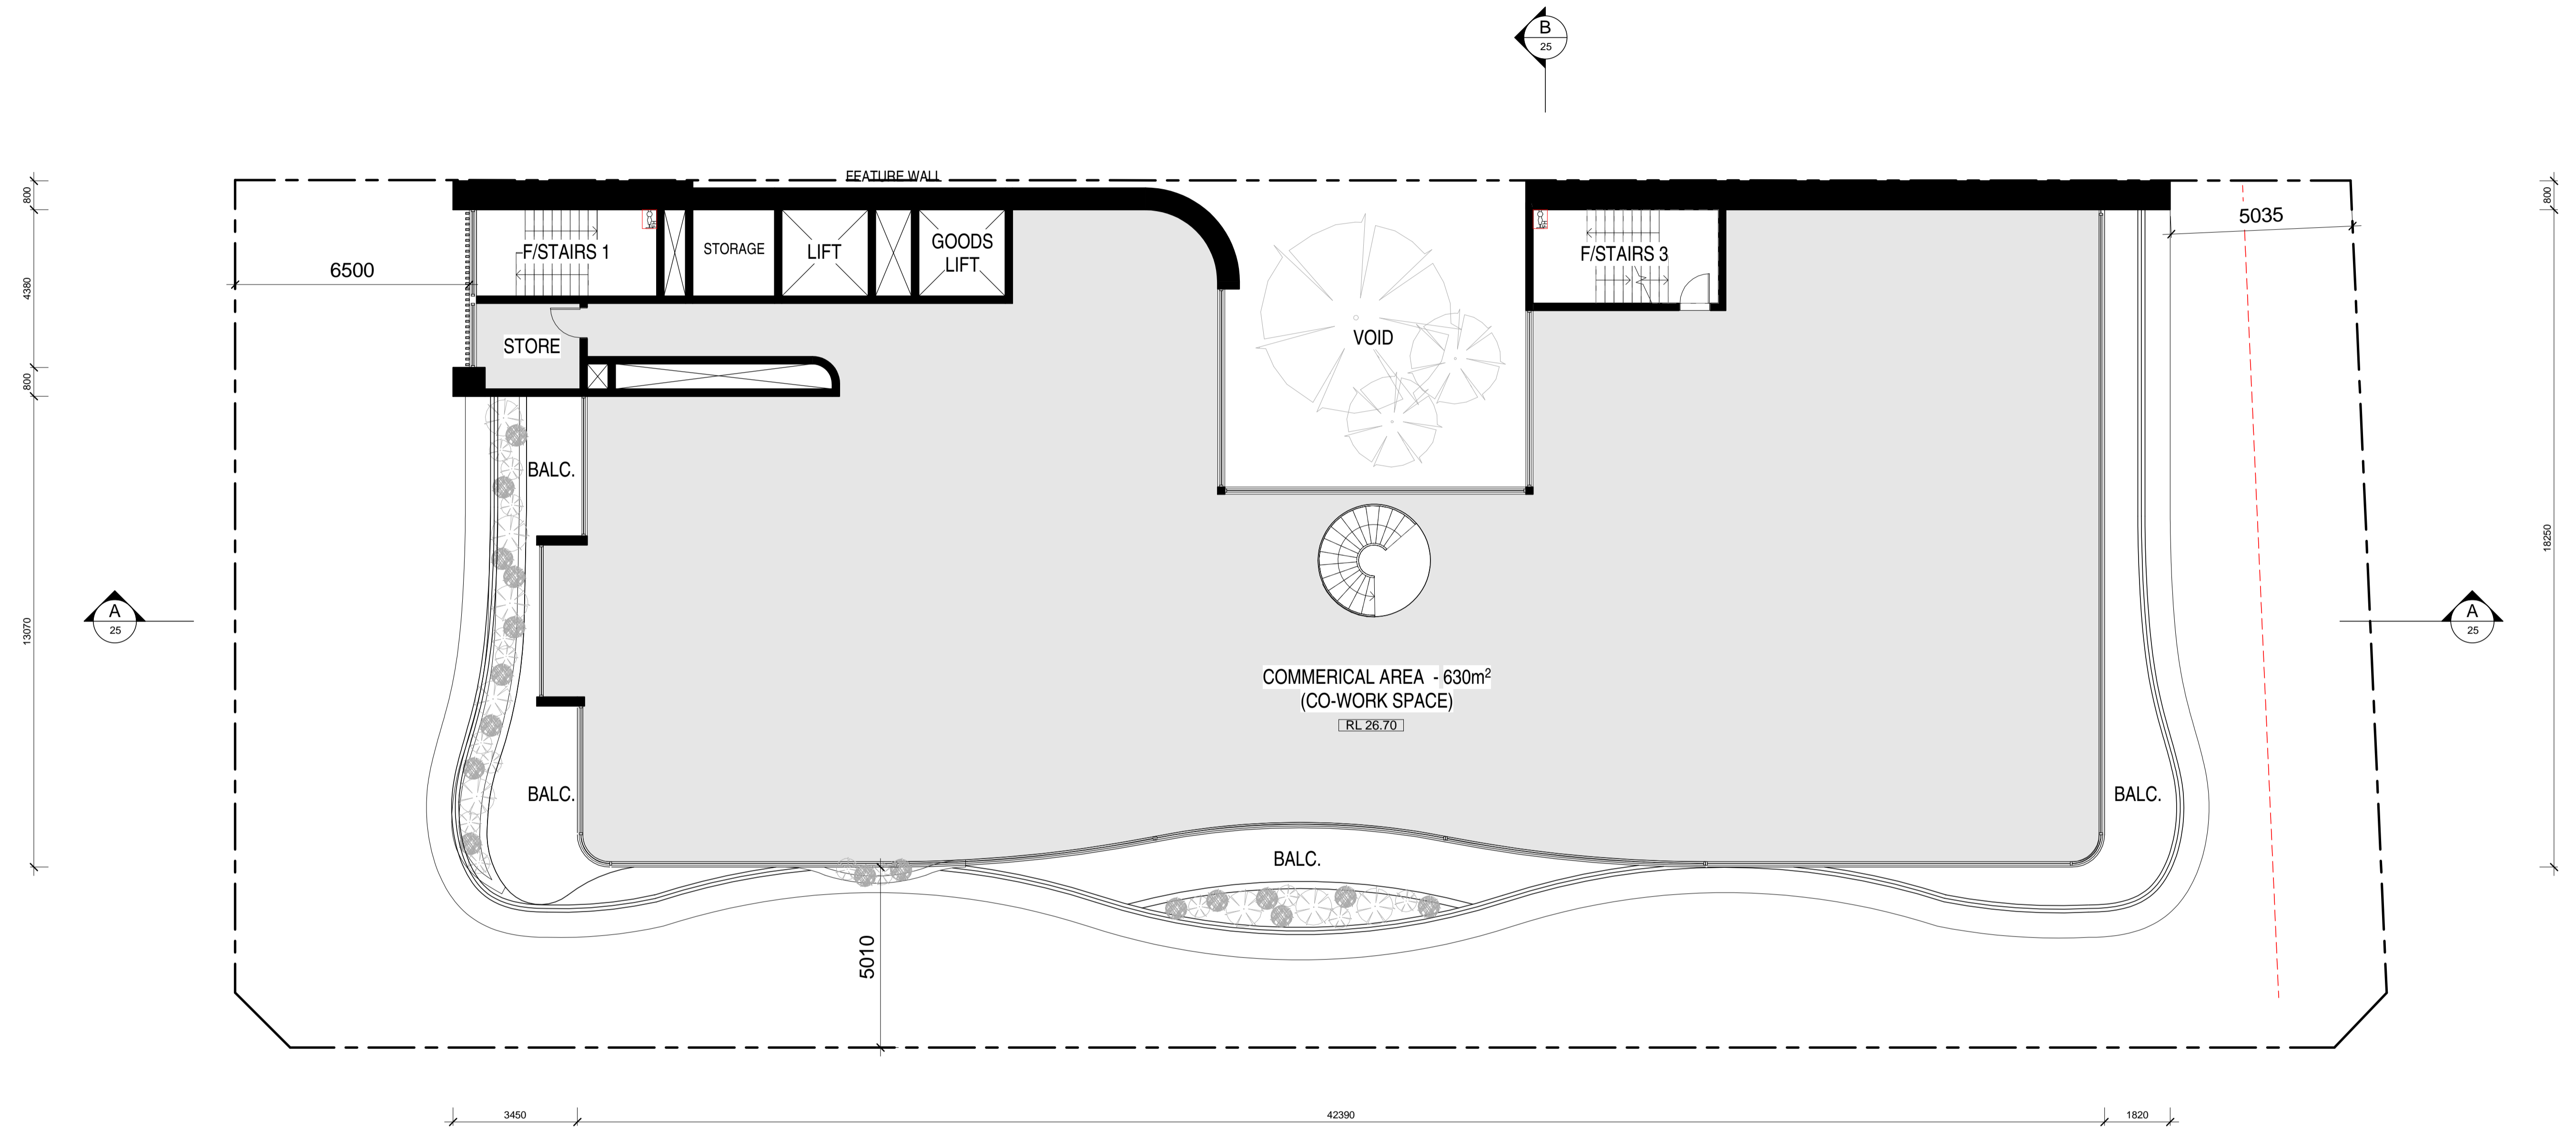 B
25
FEATURE WALL
800
800
5035
F/STAIRS 1
STORAGE
LIFT
GOODS
LIFT
F/STAIRS 3
6500
4380
VOID
STORE
800
BALC.
18250
A
25
A
25
13070
COMMERICAL AREA - 630m²
(CO-WORK SPACE)
RL 26.70
BALC.
BALC.
BALC.
5010
3450
42390
1820